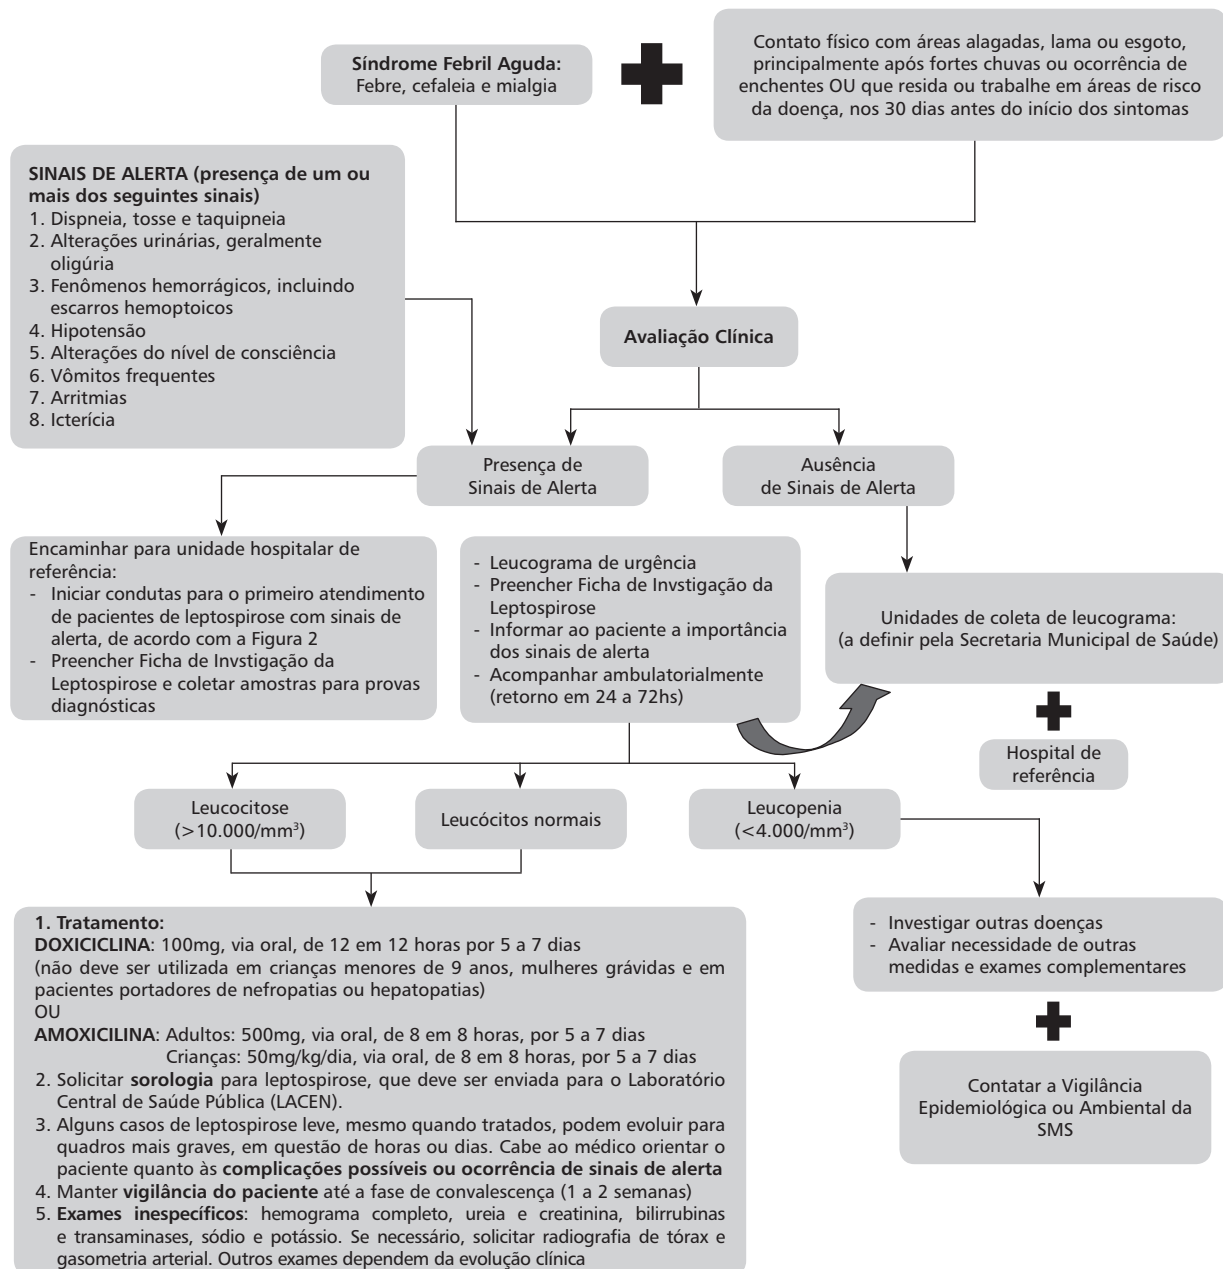 Síndrome Febril Aguda:
Febre, cefaleia e mialgia
Contato físico com áreas alagadas, lama ou esgoto,
principalmente após fortes chuvas ou ocorrência de
enchentes OU que resida ou trabalhe em áreas de risco
da doença, nos 30 dias antes do início dos sintomas
SINAIS DE ALERTA (presença de um ou
mais dos seguintes sinais)
1. Dispneia, tosse e taquipneia
2. Alterações urinárias, geralmente
oligúria
3. Fenômenos hemorrágicos, incluindo
escarros hemoptoicos
4. Hipotensão
5. Alterações do nível de consciência
6. Vômitos frequentes
7. Arritmias
8. Icterícia
Avaliação Clínica
Presença de
Sinais de Alerta
Ausência
de Sinais de Alerta
Encaminhar para unidade hospitalar de
referência:
- Iniciar condutas para o primeiro atendimento
de pacientes de leptospirose com sinais de
alerta, de acordo com a Figura 2
- Preencher Ficha de Invstigação da
Leptospirose e coletar amostras para provas
diagnósticas
- Leucograma de urgência
- Preencher Ficha de Invstigação da
Leptospirose
- Informar ao paciente a importância
dos sinais de alerta
- Acompanhar ambulatorialmente
(retorno em 24 a 72hs)
Unidades de coleta de leucograma:
(a definir pela Secretaria Municipal de Saúde)
Hospital de
referência
Leucocitose
(>10.000/mm³)
Leucócitos normais
Leucopenia
(<4.000/mm³)
1. Tratamento:
DOXICICLINA: 100mg, via oral, de 12 em 12 horas por 5 a 7 dias
(não deve ser utilizada em crianças menores de 9 anos, mulheres grávidas e em
pacientes portadores de nefropatias ou hepatopatias)
OU
AMOXICILINA: Adultos: 500mg, via oral, de 8 em 8 horas, por 5 a 7 dias
Crianças: 50mg/kg/dia, via oral, de 8 em 8 horas, por 5 a 7 dias
2. Solicitar sorologia para leptospirose, que deve ser enviada para o Laboratório
Central de Saúde Pública (LACEN).
3. Alguns casos de leptospirose leve, mesmo quando tratados, podem evoluir para
quadros mais graves, em questão de horas ou dias. Cabe ao médico orientar o
paciente quanto às complicações possíveis ou ocorrência de sinais de alerta
4. Manter vigilância do paciente até a fase de convalescença (1 a 2 semanas)
5. Exames inespecíficos: hemograma completo, ureia e creatinina, bilirrubinas
e transaminases, sódio e potássio. Se necessário, solicitar radiografia de tórax e
gasometria arterial. Outros exames dependem da evolução clínica
- Investigar outras doenças
- Avaliar necessidade de outras
medidas e exames complementares
Contatar a Vigilância
Epidemiológica ou Ambiental da
SMS